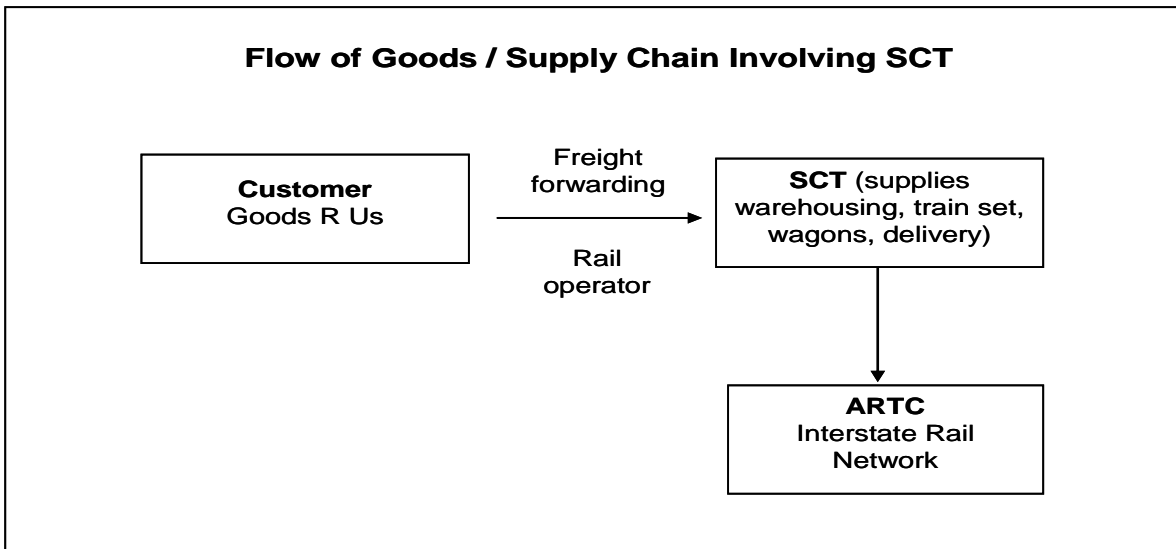 Flow of Goods / Supply Chain Involving SCT
Customer
Goods R Us
Freight
forwarding
Rail
operator
SCT (supplies
warehousing, train set,
wagons, delivery)
ARTC
Interstate Rail
Network